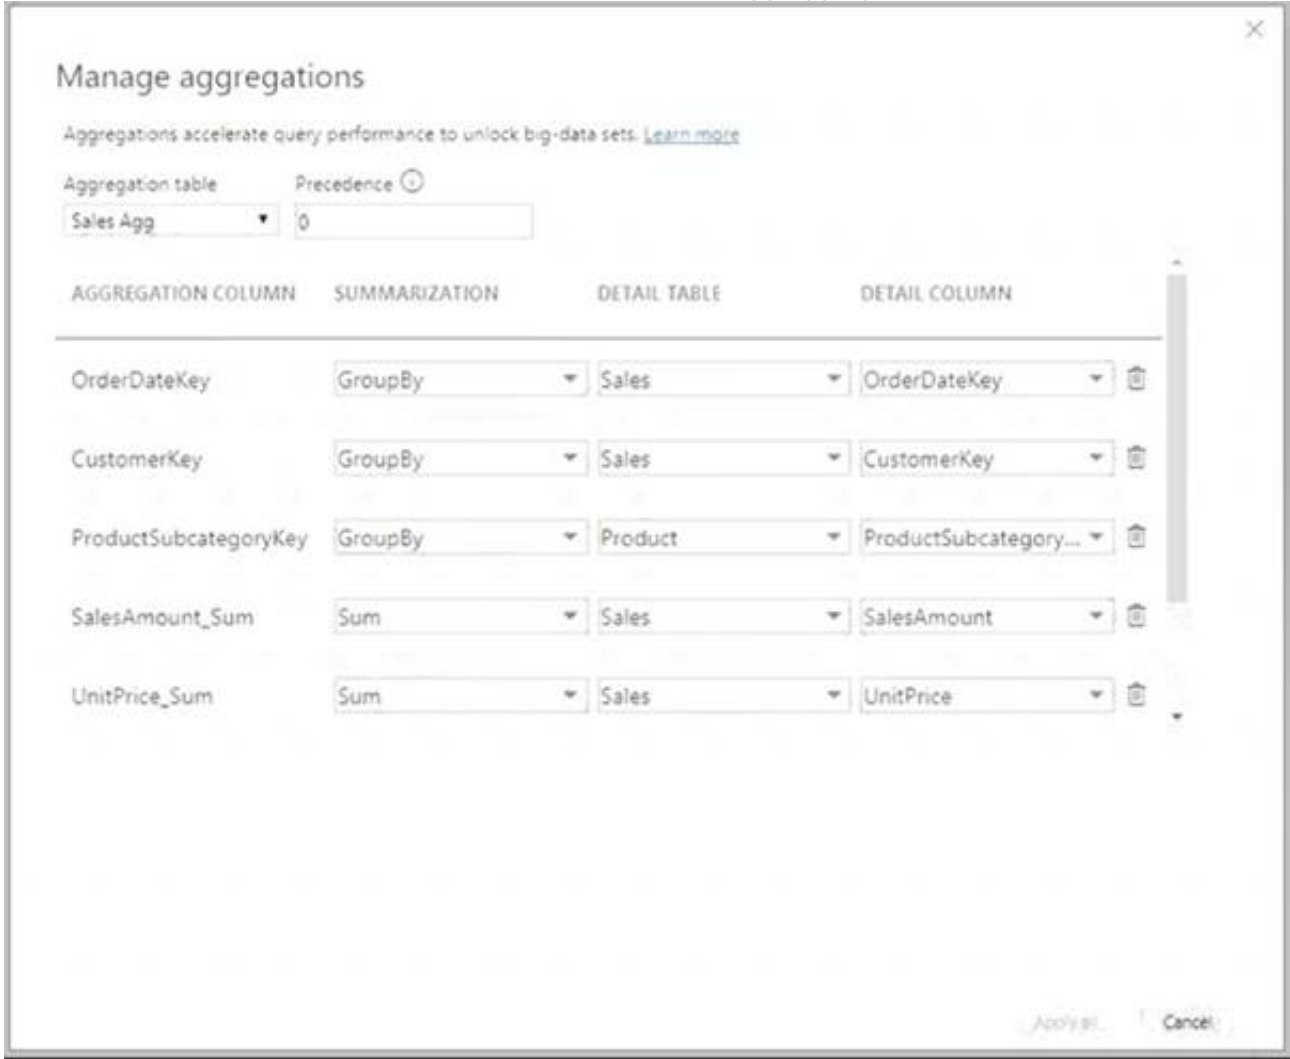 Manage aggregations
Aggregations accelerate query performance to unlock big-data sets. Learn more
Aggregation table Precedence
Sales Agg 0
AGGREGATION COLUMN SUMMARIZATION DETAIL TABLE DETAIL COLUMN
OrderDateKey GroupBy Sales OrderDateKey
CustomerKey GroupBy Sales CustomerKey
ProductSubcategoryKey GroupBy Product ProductSubcategory...
SalesAmount_Sum Sum Sales SalesAmount
UnitPrice_Sum Sum Sales UnitPrice
Apply all Cancel